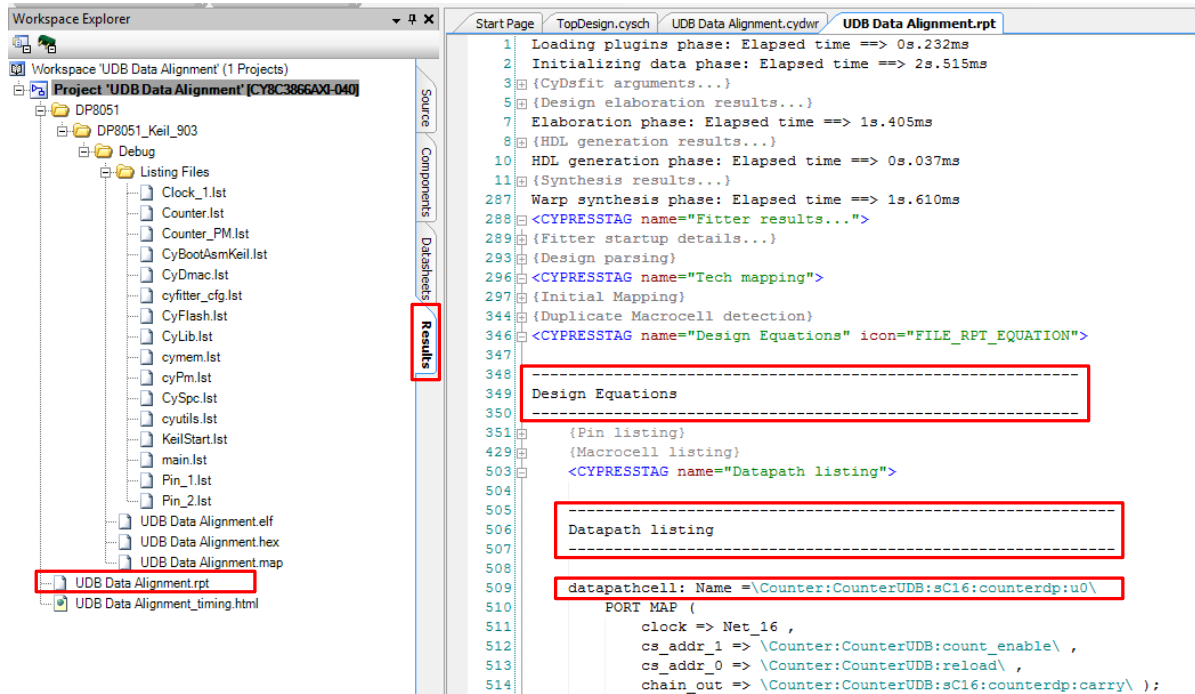 Workspace Explorer
Workspace 'UDB Data Alignment' (1 Projects)
Project 'UDB Data Alignment' [CY8C3866AXI-040]
DP8051
DP8051_Keil_903
Debug
Listing Files
Clock_1.lst
Counter.lst
Counter_PM.lst
CyBootAsmKeil.lst
CyDmac.lst
cyfitter_cfg.lst
CyFlash.lst
CyLib.lst
cymem.lst
cyPm.lst
CySpc.lst
cyutils.lst
KeilStart.lst
main.lst
Pin_1.lst
Pin_2.lst
UDB Data Alignment.elf
UDB Data Alignment.hex
UDB Data Alignment.map
UDB Data Alignment.rpt
UDB Data Alignment_timing.html
Source
Components
Datasheets
Results
Start Page TopDesign.cysch UDB Data Alignment.cydwr UDB Data Alignment.rpt
1 Loading plugins phase: Elapsed time ==> 0s.232ms
2 Initializing data phase: Elapsed time ==> 2s.515ms
3 {CyDsfit arguments...}
5 {Design elaboration results...}
7 Elaboration phase: Elapsed time ==> 1s.405ms
8 {HDL generation results...}
10 HDL generation phase: Elapsed time ==> 0s.037ms
11 {Synthesis results...}
287 Warp synthesis phase: Elapsed time ==> 1s.610ms
288 <CYPRESSTAG name="Fitter results...">
289 {Fitter startup details...}
293 {Design parsing}
296 <CYPRESSTAG name="Tech mapping">
297 {Initial Mapping}
344 {Duplicate Macrocell detection}
346 <CYPRESSTAG name="Design Equations" icon="FILE_RPT_EQUATION">
347
348 ------------------------------------------------------------
349 Design Equations
350 ------------------------------------------------------------
351 {Pin listing}
429 {Macrocell listing}
503 <CYPRESSTAG name="Datapath listing">
504
505 ------------------------------------------------------------
506 Datapath listing
507 ------------------------------------------------------------
508
509 datapathcell: Name =\Counter:CounterUDB:sC16:counterdp:u0\
510 PORT MAP (
511 clock => Net_16 ,
512 cs_addr_1 => \Counter:CounterUDB:count_enable\ ,
513 cs_addr_0 => \Counter:CounterUDB:reload\ ,
514 chain_out => \Counter:CounterUDB:sC16:counterdp:carry\ );